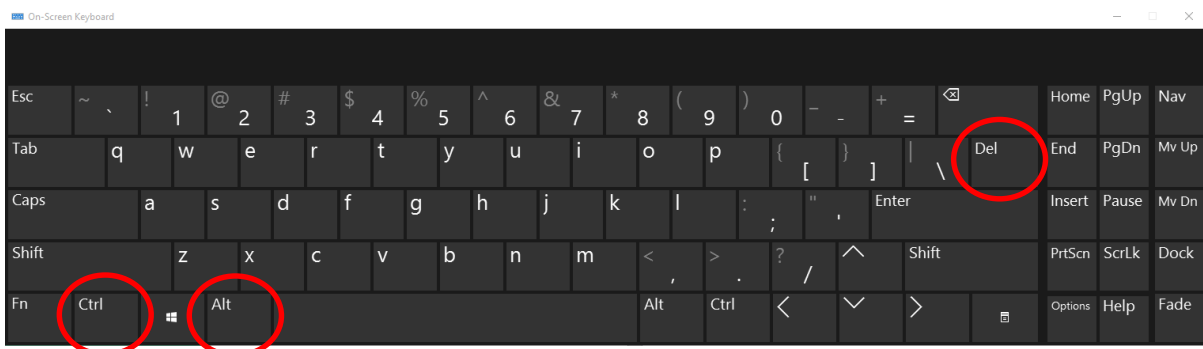 On-Screen Keyboard
Esc ~ ` ! 1 @ 2 # 3 $ 4 % 5 ^ 6 & 7 * 8 ( 9 ) 0 _ - + = Home PgUp Nav
Tab q w e r t y u i o p { [ } ] | \ Del End PgDn Mv Up
Caps a s d f g h j k l : ; " ' Enter Insert Pause Mv Dn
Shift z x c v b n m < , > . ? / Shift PrtScn ScrLk Dock
Fn Ctrl Alt Alt Ctrl Options Help Fade